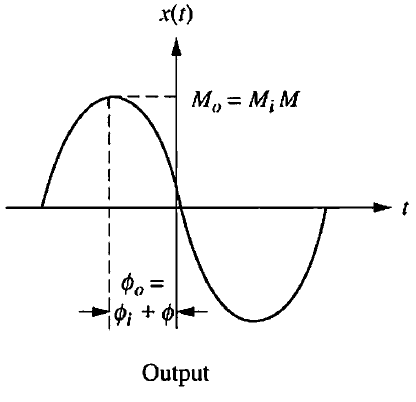 x(t)
M_o = M_i M
t
ϕ_o =
ϕ_i + ϕ
Output